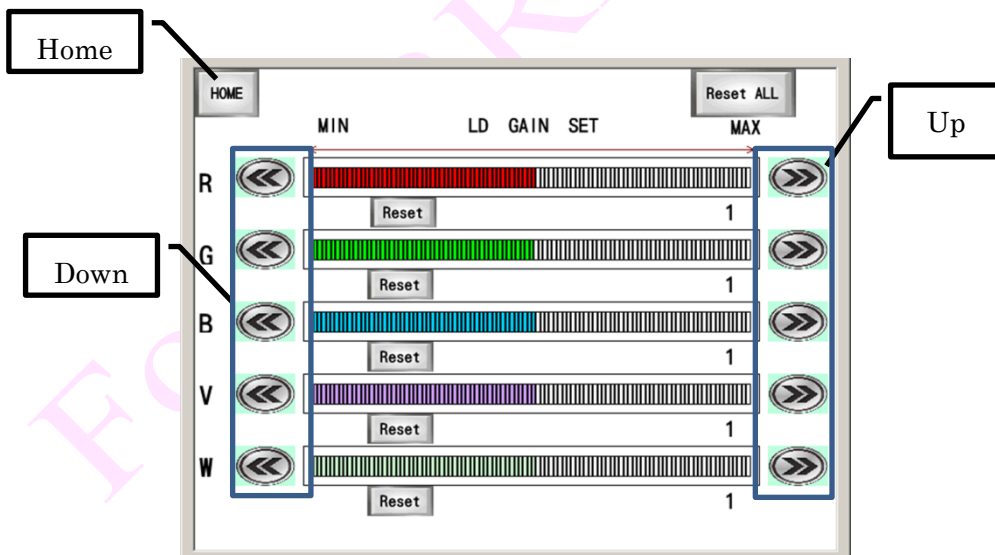 Home
HOME
Reset ALL
Up
MIN LD GAIN SET MAX
R
Reset 1
G
Reset 1
Down
B
Reset 1
V
Reset 1
W
Reset 1